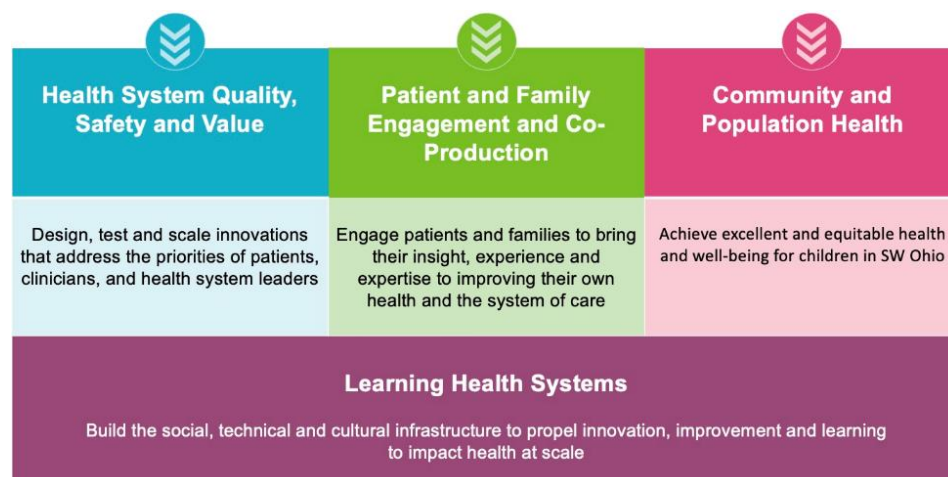 Health System Quality,
Safety and Value
Patient and Family
Engagement and Co-
Production
Community and
Population Health
Design, test and scale innovations
that address the priorities of patients,
clinicians, and health system leaders
Engage patients and families to bring
their insight, experience and
expertise to improving their own
health and the system of care
Achieve excellent and equitable health
and well-being for children in SW Ohio
Learning Health Systems
Build the social, technical and cultural infrastructure to propel innovation, improvement and learning
to impact health at scale